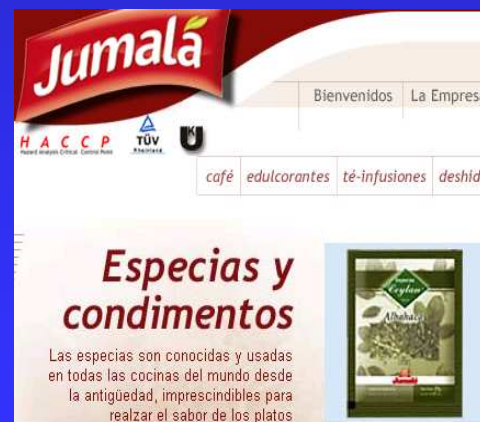 Jumalá
Bienvenidos La Empresa
H A C C P
Hazard Analysis Critical Control Point
TÜV
Rheinland
UK
café edulcorantes té-infusiones deshid
Especias y
condimentos
Las especias son conocidas y usadas
en todas las cocinas del mundo desde
la antigüedad, imprescindibles para
realzar el sabor de los platos
Ceylan
Albahaca
Jumalá